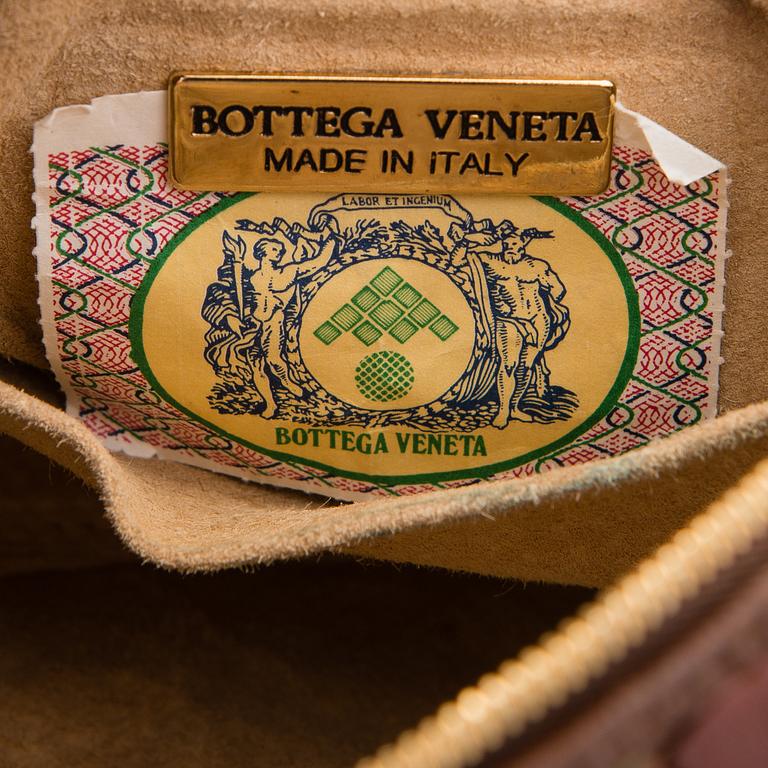 BOTTEGA VENETA
MADE IN ITALY
LABOR ET INGENIUM
BOTTEGA VENETA